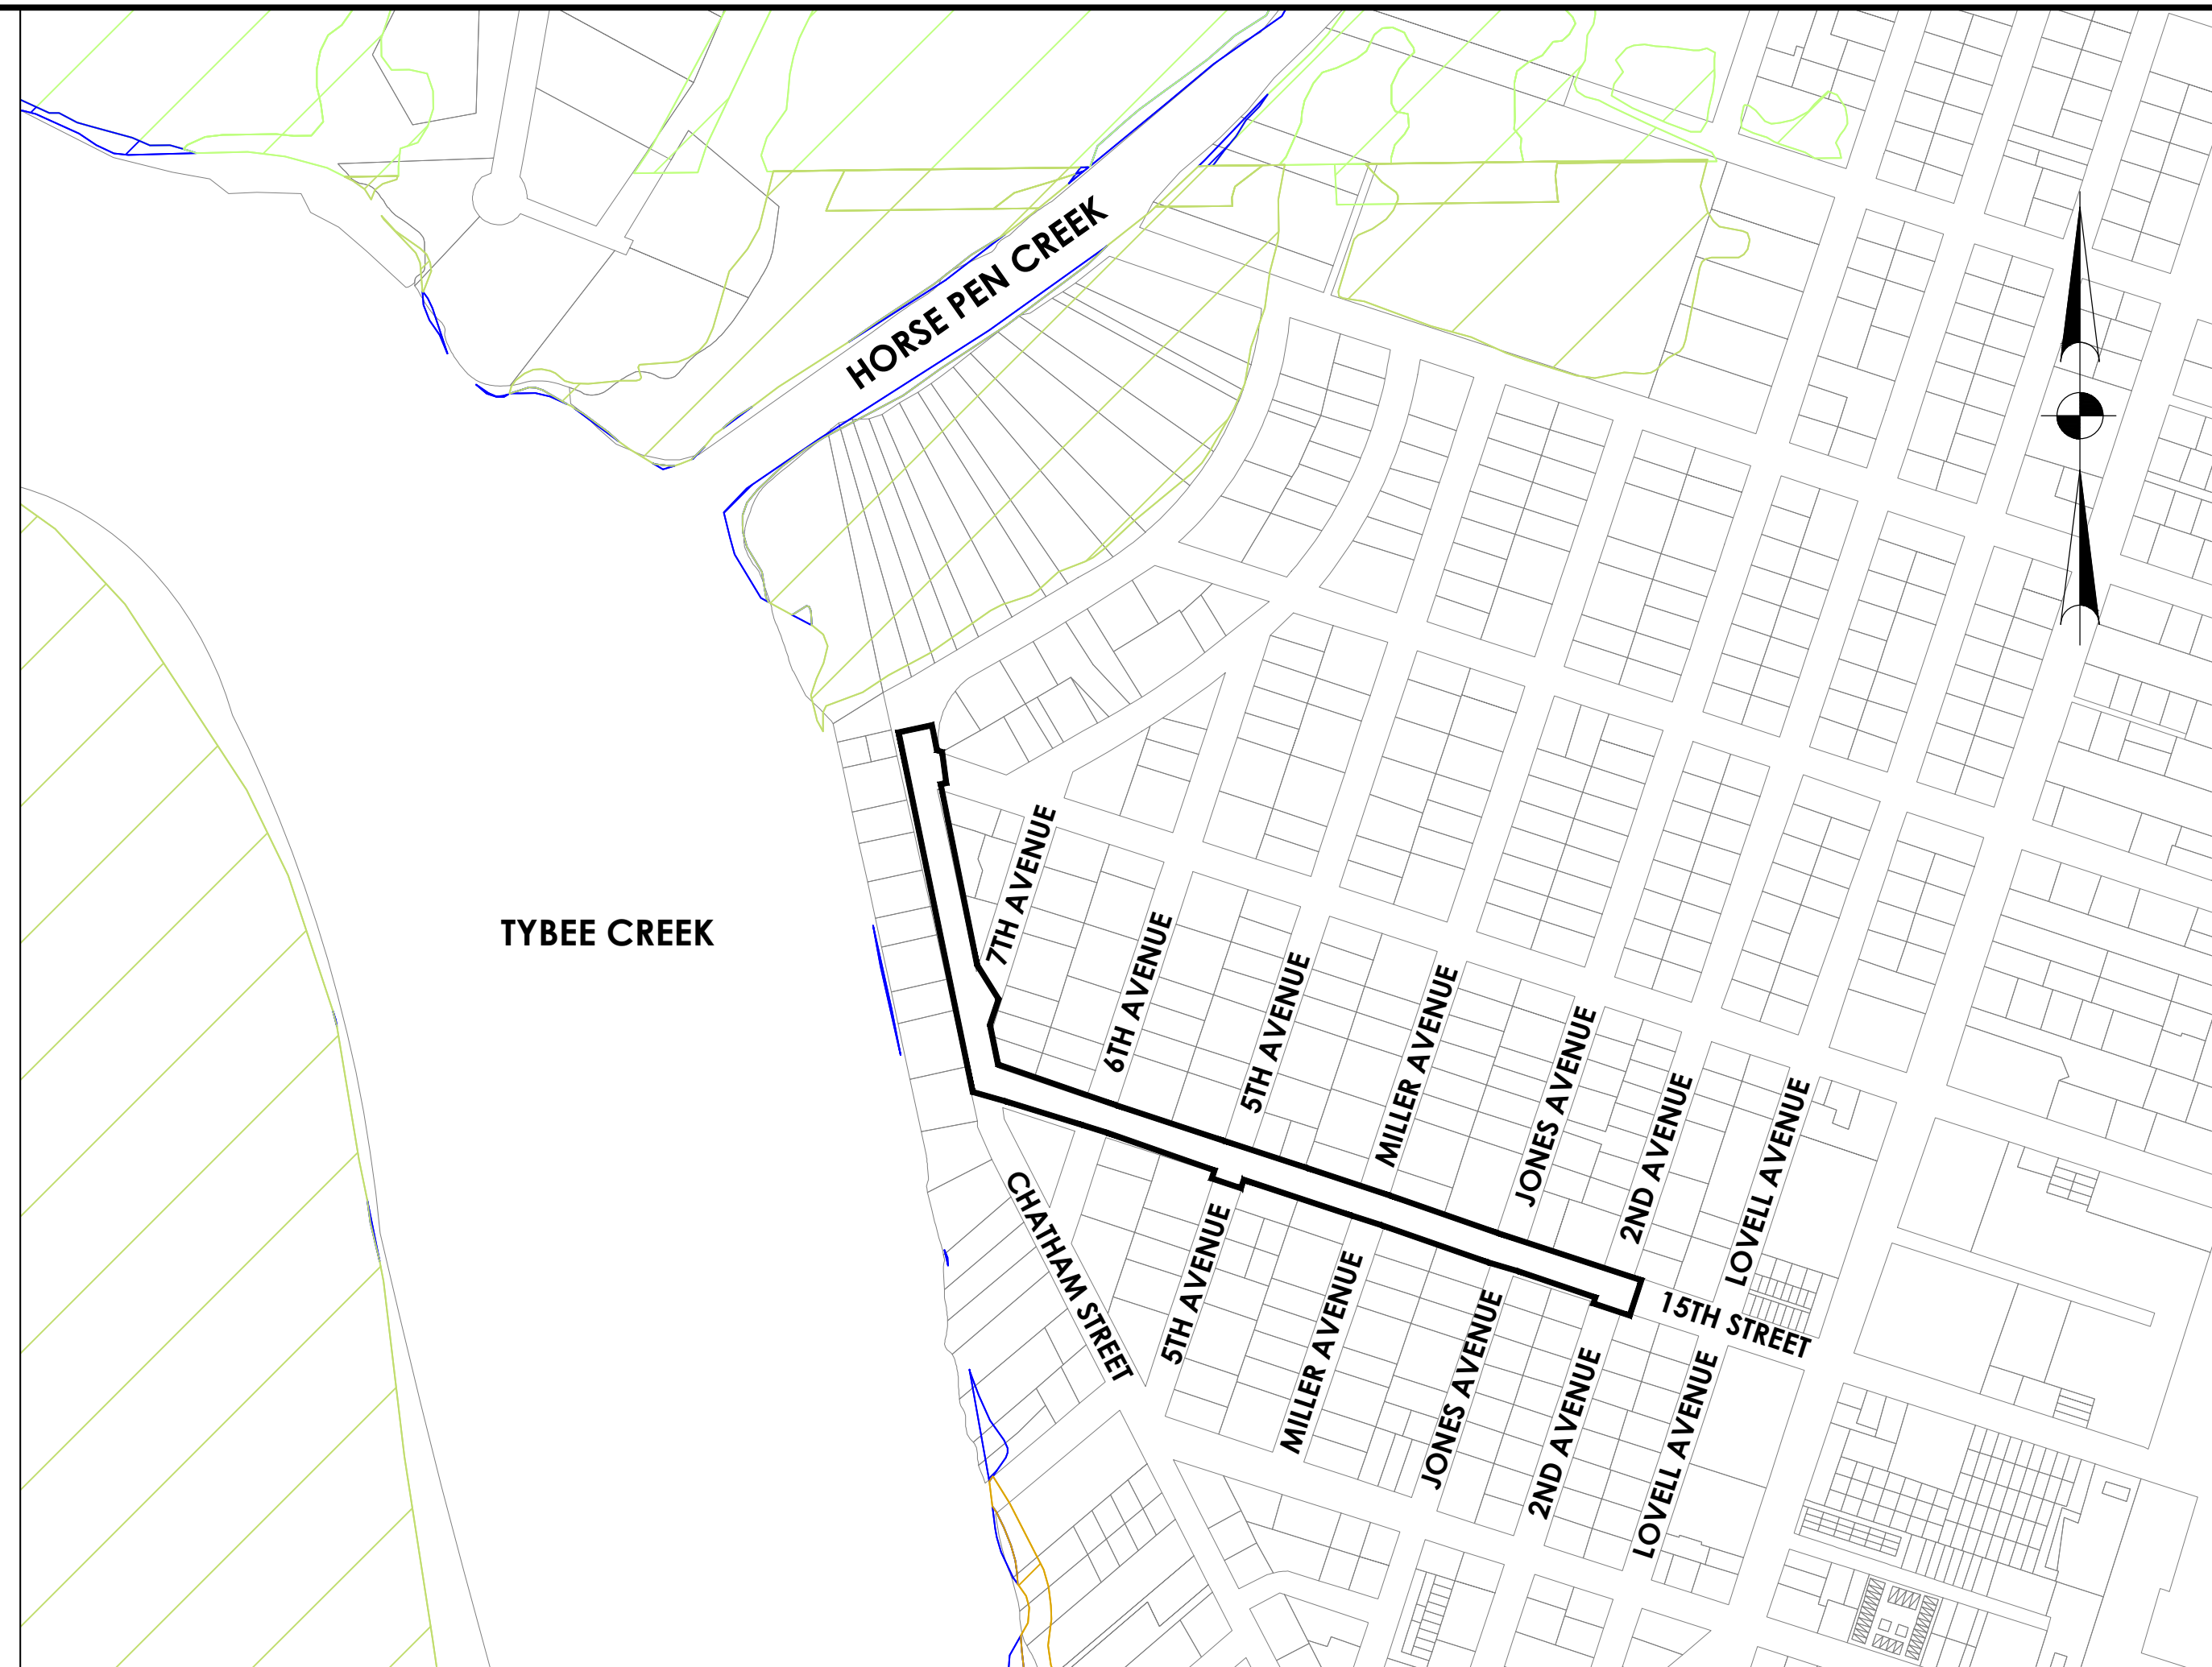 HORSE PEN CREEK
TYBEE CREEK
7TH AVENUE
6TH AVENUE
5TH AVENUE
MILLER AVENUE
JONES AVENUE
2ND AVENUE
LOVELL AVENUE
CHATHAM STREET
15TH STREET
5TH AVENUE
MILLER AVENUE
JONES AVENUE
2ND AVENUE
LOVELL AVENUE